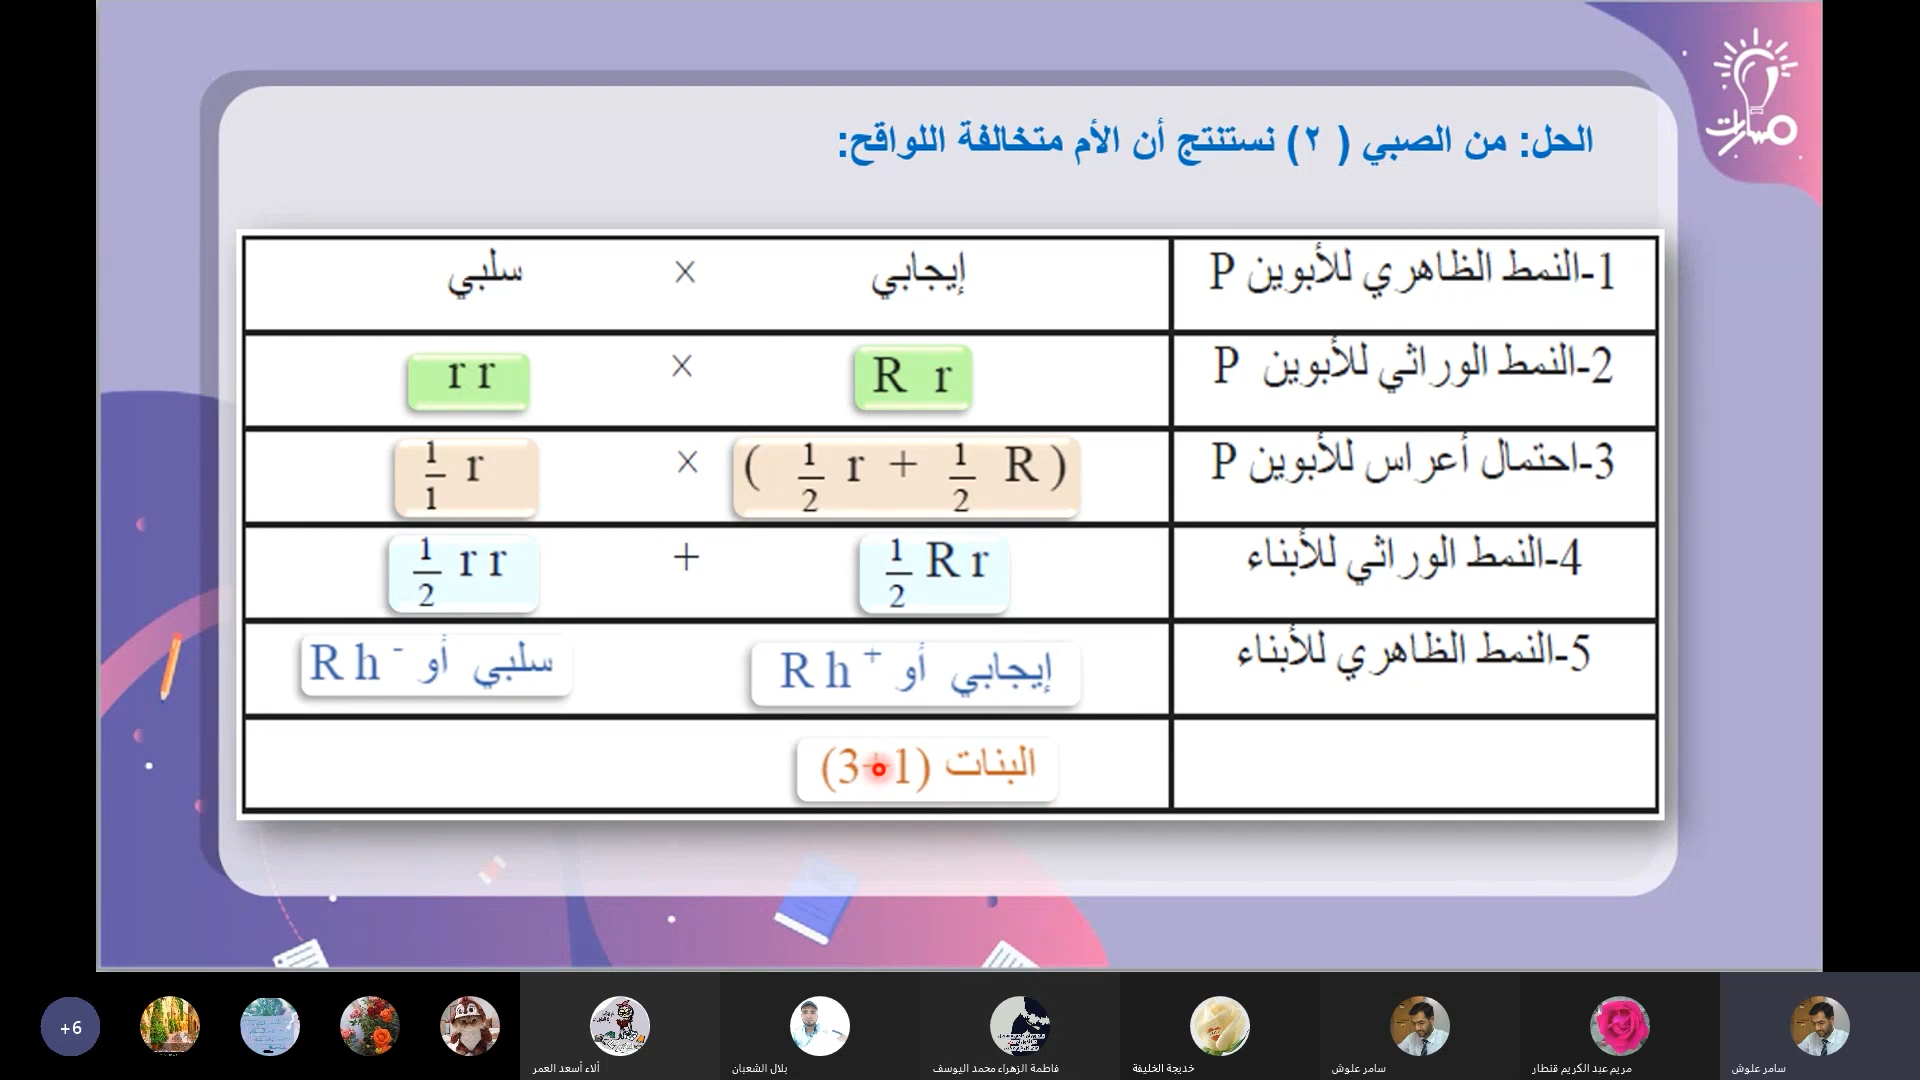 مسارات
الحل: من الصبي ( ٢) نستنتج أن الأم متخالفة اللواقح:
1-النمط الظاهري للأبوين P إيجابي × سلبي
2-النمط الوراثي للأبوين P R r × r r
3-احتمال أعراس للأبوين P ( 1/2 r + 1/2 R ) × 1/1 r
4-النمط الوراثي للأبناء 1/2 R r + 1/2 r r
5-النمط الظاهري للأبناء إيجابي أو R h + سلبي أو R h -
البنات (1+3)
+6
ألاء أسعد العمر
بلال الشعبان
فاطمة الزهراء محمد اليوسف
خديجة الخليفة
سامر علوش
مريم عبد الكريم قنطار
سامر علوش